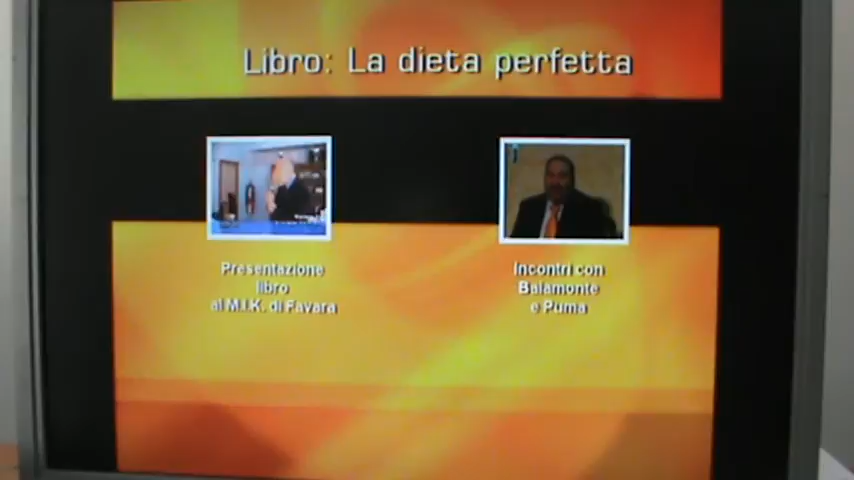 Libro: La dieta perfetta
Presentazione
libro
al M.I.K. di Favara
Incontri con
Balamonte
e Puma